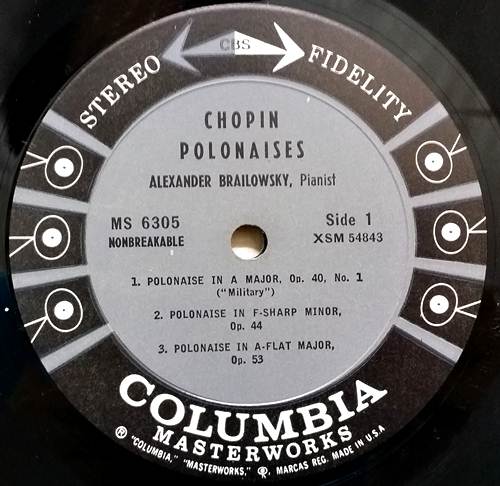 CBS
STEREO FIDELITY
CHOPIN
POLONAISES
ALEXANDER BRAILOWSKY, Pianist
MS 6305
NONBREAKABLE
Side 1
XSM 54843
1. POLONAISE IN A MAJOR, Op. 40, No. 1
("Military")
2. POLONAISE IN F-SHARP MINOR,
Op. 44
3. POLONAISE IN A-FLAT MAJOR,
Op. 53
COLUMBIA
MASTERWORKS
® "COLUMBIA," "MASTERWORKS," MARCAS REG. MADE IN U.S.A